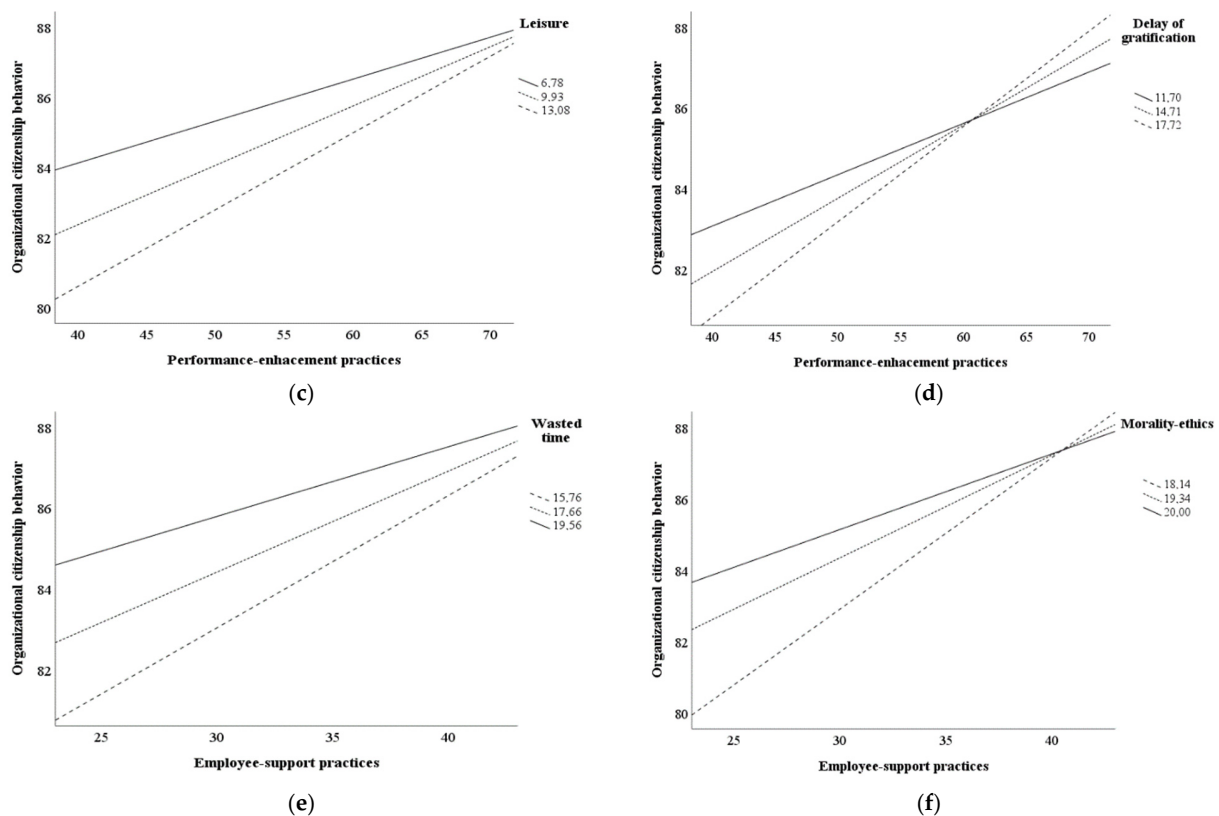 Leisure
88
86
84
82
80
Organizational citizenship behavior
6,78
9,93
13,08
40 45 50 55 60 65 70
Performance-enhacement practices
(c)
Delay of
gratification
88
86
84
82
Organizational citizenship behavior
11,70
14,71
17,72
40 45 50 55 60 65 70
Performance-enhacement practices
(d)
Wasted
time
88
86
84
82
Organizational citizenship behavior
15,76
17,66
19,56
25 30 35 40
Employee-support practices
(e)
Morality-ethics
88
86
84
82
80
Organizational citizenship behavior
18,14
19,34
20,00
25 30 35 40
Employee-support practices
(f)